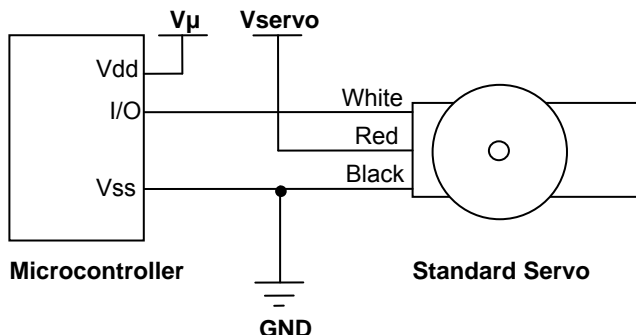 Vµ
Vservo
Vdd
I/O
White
Red
Vss
Black
Microcontroller
Standard Servo
GND